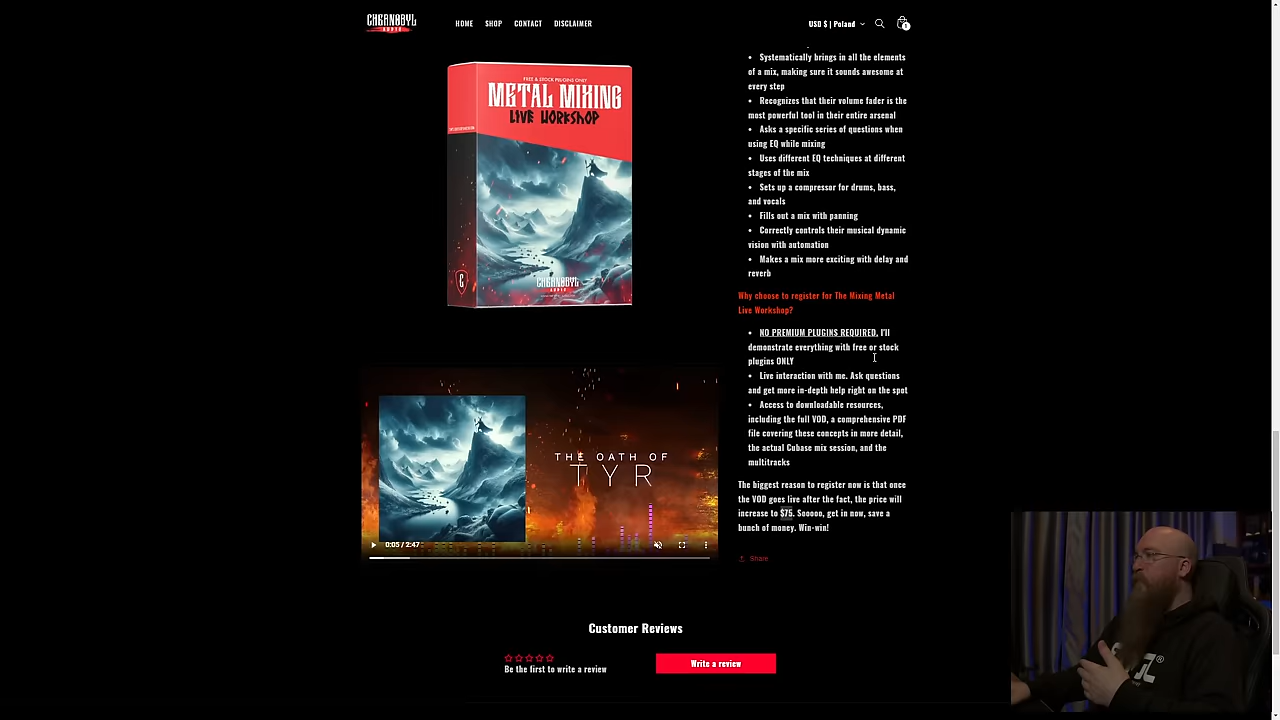 CHERNOBYL
AUDIO
HOME
SHOP
CONTACT
DISCLAIMER
USD $ | Poland
1
FREE & STOCK PLUGINS ONLY
METAL MIXING
LIVE WORKSHOP
CHERNOBYL
AUDIO
THE OATH OF
TYR
0:05 / 2:47
• Systematically brings in all the elements
of a mix, making sure it sounds awesome at
every step
• Recognizes that their volume fader is the
most powerful tool in their entire arsenal
• Asks a specific series of questions when
using EQ while mixing
• Uses different EQ techniques at different
stages of the mix
• Sets up a compressor for drums, bass,
and vocals
• Fills out a mix with panning
• Correctly controls their musical dynamic
vision with automation
• Makes a mix more exciting with delay and
reverb
Why choose to register for The Mixing Metal
Live Workshop?
• NO PREMIUM PLUGINS REQUIRED. I'll
demonstrate everything with free or stock
plugins ONLY
• Live interaction with me. Ask questions
and get more in-depth help right on the spot
• Access to downloadable resources,
including the full VOD, a comprehensive PDF
file covering these concepts in more detail,
the actual Cubase mix session, and the
multitracks
The biggest reason to register now is that once
the VOD goes live after the fact, the price will
increase to $75. Sooooo, get in now, save a
bunch of money. Win-win!
Share
Customer Reviews
Be the first to write a review
Write a review